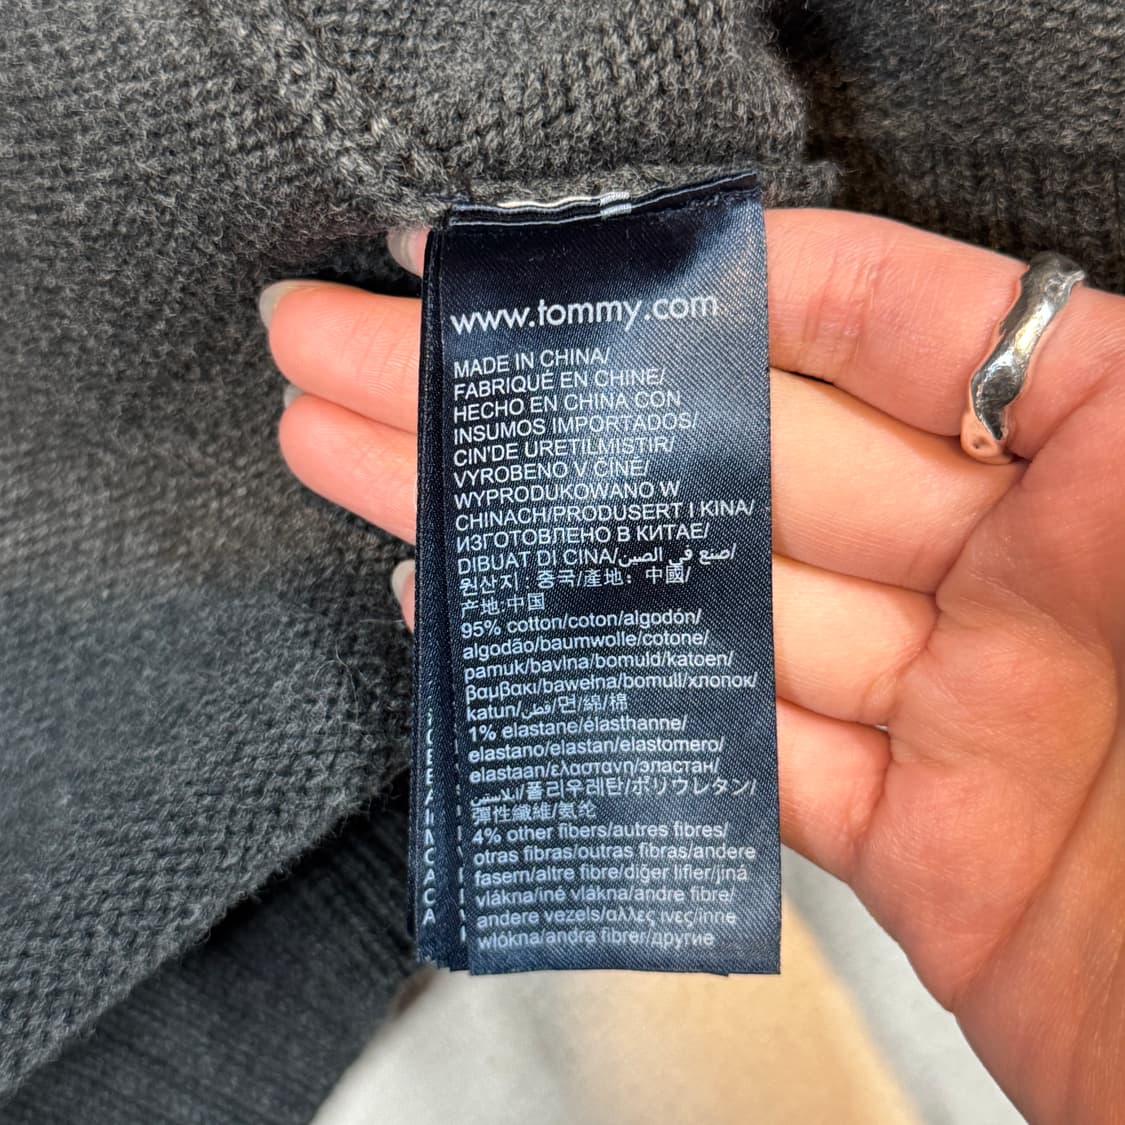 www.tommy.com
MADE IN CHINA/
FABRIQUÉ EN CHINE/
HECHO EN CHINA CON
INSUMOS IMPORTADOS/
CIN'DE ÜRETILMISTIR/
VYROBENO V ČÍNĚ/
WYPRODUKOWANO W
CHINACH/PRODUSERT I KINA/
ИЗГОТОВЛЕНО В КИТАЕ/
DIBUAT DI CINA/صنع في الصين/
원산지 : 중국/產地: 中國/
产地:中国
95% cotton/coton/algodón/
algodão/baumwolle/cotone/
pamuk/bavlna/bomuld/katoen/
βαμβακι/bawełna/bomull/хлопок/
katun/قطن/면/綿/棉
1% elastane/élasthanne/
elastano/elastan/elastomero/
elastaan/ελαστανη/эластан/
/폴리우레탄/ポリウレタン/
彈性纖維/氨纶
4% other fibers/autres fibres/
otras fibras/outras fibras/andere
fasern/altre fibre/diğer lifler/jiná
vlákna/iné vlákna/andre fibre/
andere vezels/αλλες ινες/inne
włókna/andra fibrer/другие